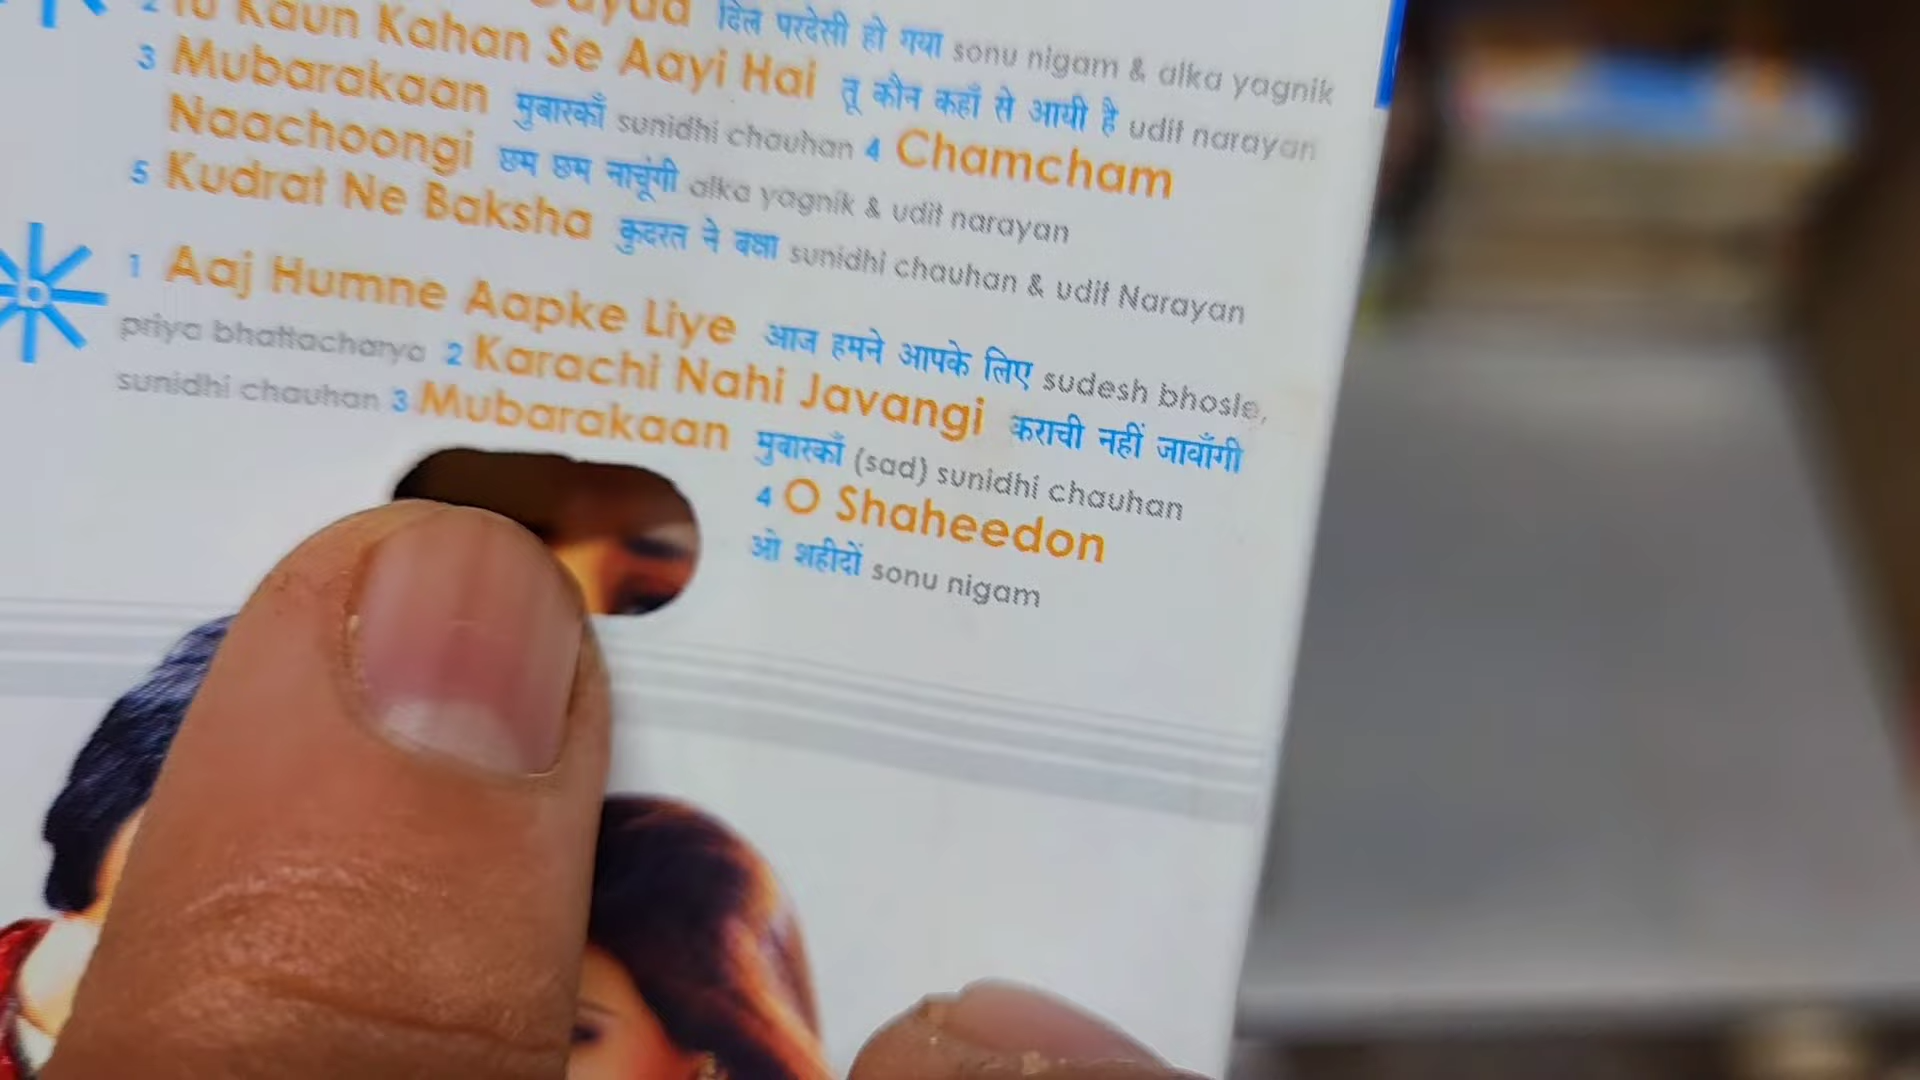 दिल परदेसी हो गया sonu nigam & alka yagnik
2 Tu Kaun Kahan Se Aayi Hai तू कौन कहाँ से आयी है udit narayan
3 Mubarakaan मुबारकाँ sunidhi chauhan 4 Chamcham
Naachoongi छम छम नाचूंगी alka yagnik & udit narayan
5 Kudrat Ne Baksha कुदरत ने बक्षा sunidhi chauhan & udit Narayan
b
1 Aaj Humne Aapke Liye आज हमने आपके लिए sudesh bhosle,
priya bhattacharya 2 Karachi Nahi Javangi कराची नहीं जावाँगी
sunidhi chauhan 3 Mubarakaan मुबारकाँ (sad) sunidhi chauhan
4 O Shaheedon
ओ शहीदों sonu nigam